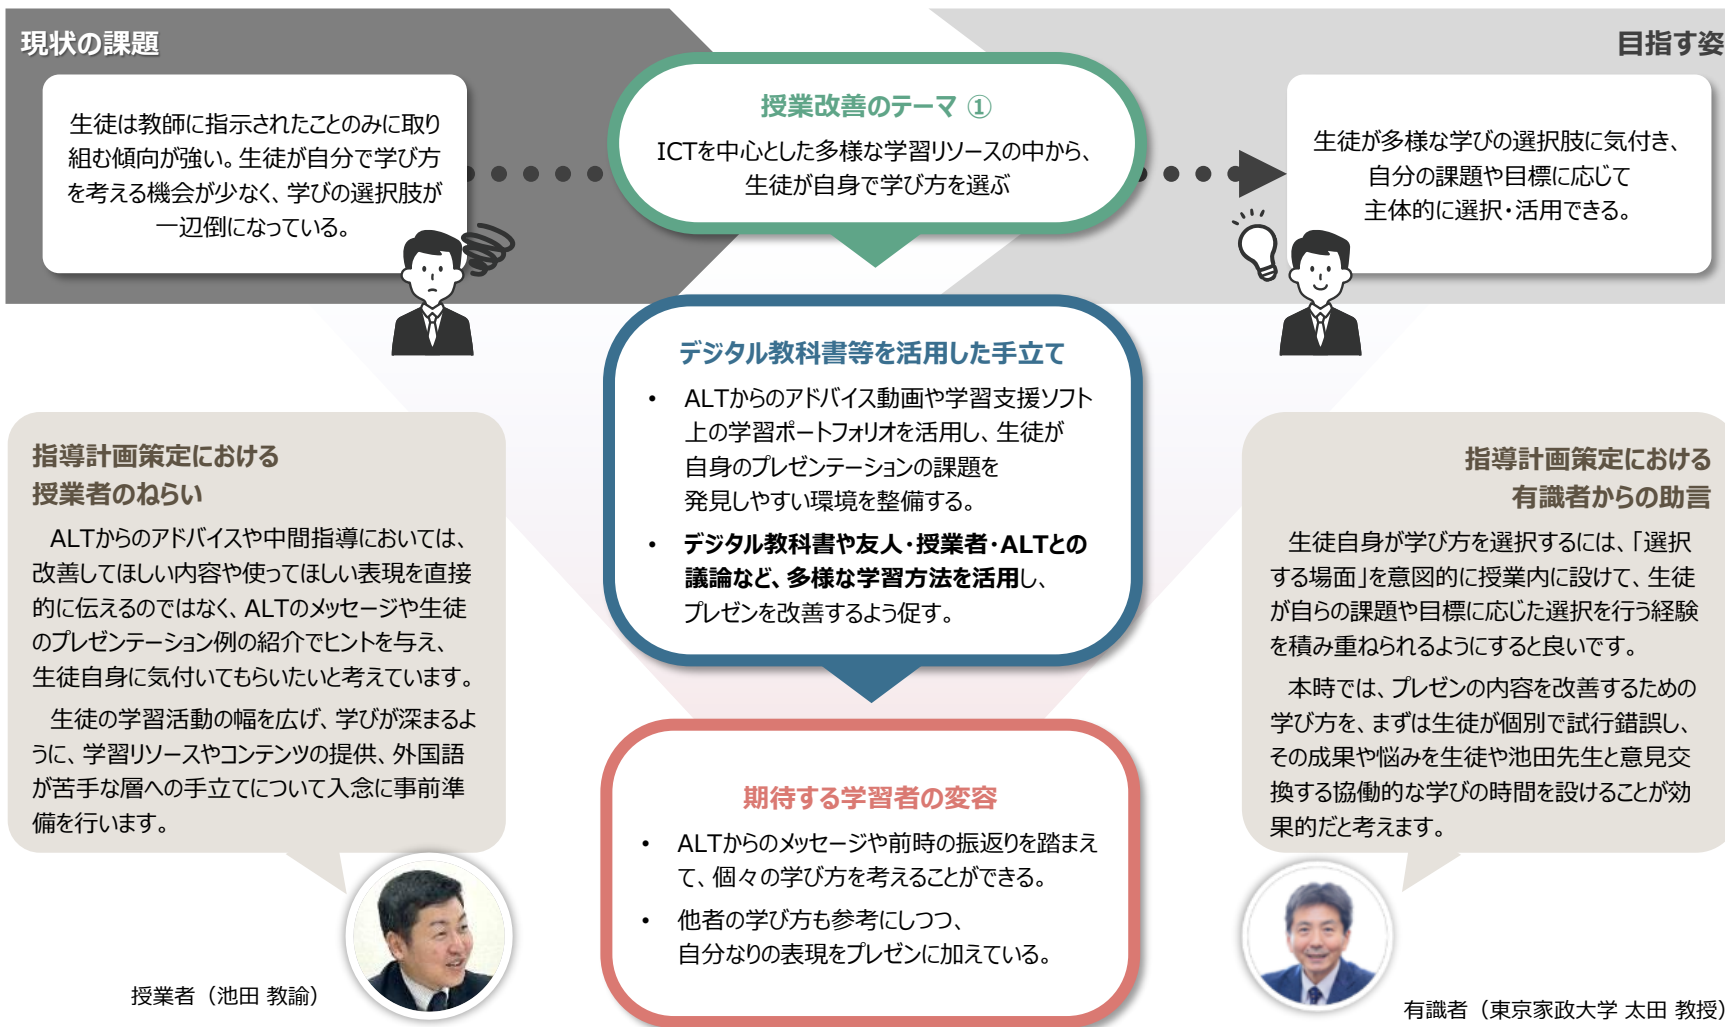 現状の課題
生徒は教師に指示されたことのみに取り
組む傾向が強い。生徒が自分で学び方
を考える機会が少なく、学びの選択肢が
一辺倒になっている。
授業改善のテーマ ①
ICTを中心とした多様な学習リソースの中から、
生徒が自身で学び方を選ぶ
目指す姿
生徒が多様な学びの選択肢に気付き、
自分の課題や目標に応じて
主体的に選択・活用できる。
デジタル教科書等を活用した手立て
• ALTからのアドバイス動画や学習支援ソフト
上の学習ポートフォリオを活用し、生徒が
自身のプレゼンテーションの課題を
発見しやすい環境を整備する。
• デジタル教科書や友人・授業者・ALTとの
議論など、多様な学習方法を活用し、
プレゼンを改善するよう促す。
指導計画策定における
授業者のねらい
ALTからのアドバイスや中間指導においては、
改善してほしい内容や使ってほしい表現を直接
的に伝えるのではなく、ALTのメッセージや生徒
のプレゼンテーション例の紹介でヒントを与え、
生徒自身に気付いてもらいたいと考えています。
生徒の学習活動の幅を広げ、学びが深まるよ
うに、学習リソースやコンテンツの提供、外国語
が苦手な層への手立てについて入念に事前準
備を行います。
授業者（池田 教諭）
期待する学習者の変容
• ALTからのメッセージや前時の振返りを踏まえ
て、個々の学び方を考えることができる。
• 他者の学び方も参考にしつつ、
自分なりの表現をプレゼンに加えている。
指導計画策定における
有識者からの助言
生徒自身が学び方を選択するには、「選択
する場面」を意図的に授業内に設けて、生徒
が自らの課題や目標に応じた選択を行う経験
を積み重ねられるようにすると良いです。
本時では、プレゼンの内容を改善するための
学び方を、まずは生徒が個別で試行錯誤し、
その成果や悩みを生徒や池田先生と意見交
換する協働的な学びの時間を設けることが効
果的だと考えます。
有識者（東京家政大学 太田 教授）